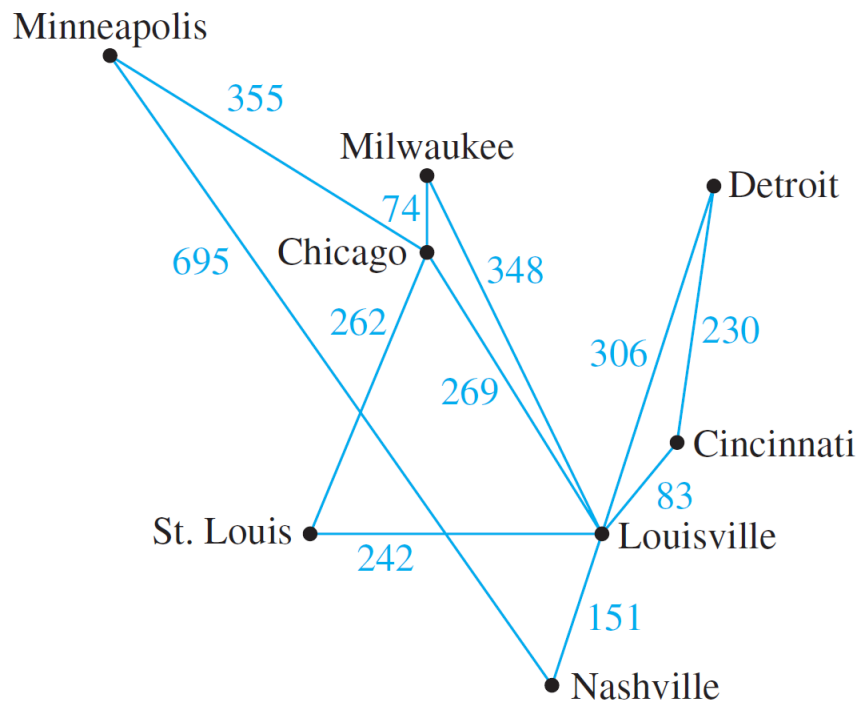 Minneapolis
355
Milwaukee
Detroit
74
Chicago
695
348
262
230
306
269
Cincinnati
83
St. Louis
Louisville
242
151
Nashville